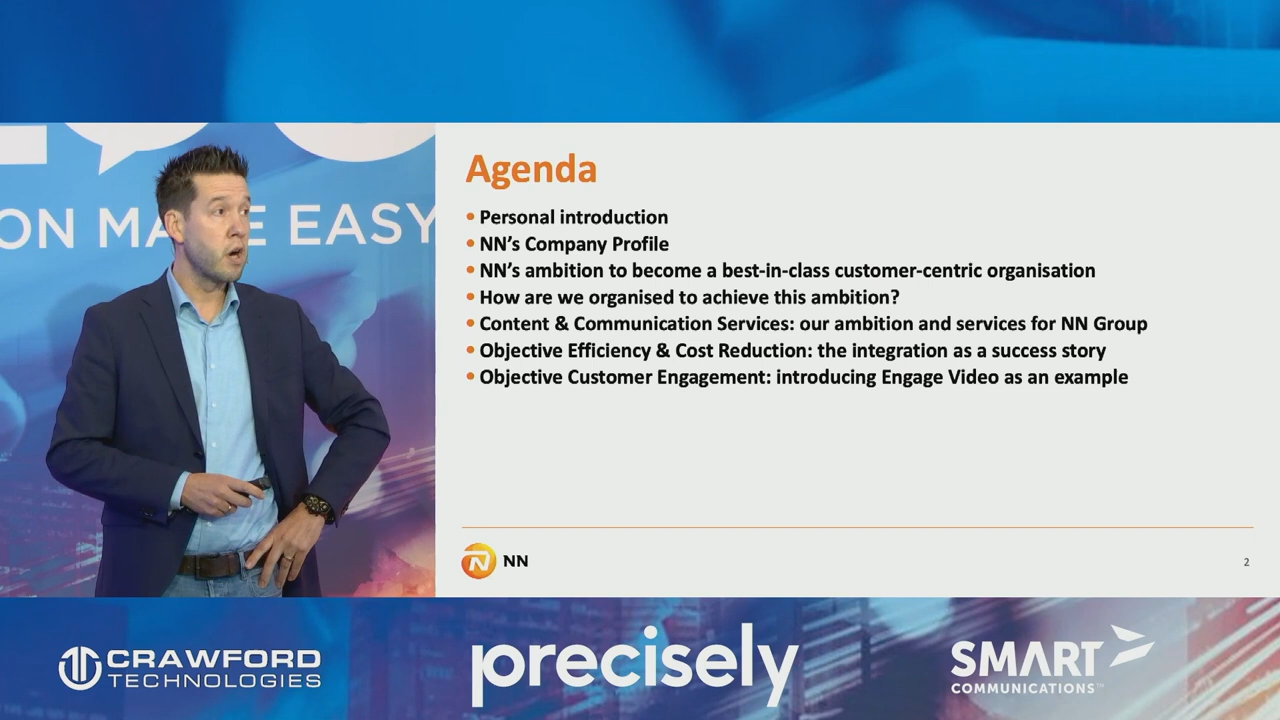 ON MADE EASY
Agenda
• Personal introduction
• NN's Company Profile
• NN's ambition to become a best-in-class customer-centric organisation
• How are we organised to achieve this ambition?
• Content & Communication Services: our ambition and services for NN Group
• Objective Efficiency & Cost Reduction: the integration as a success story
• Objective Customer Engagement: introducing Engage Video as an example
NN
2
CRAWFORD
TECHNOLOGIES
precisely
SMART
COMMUNICATIONS™